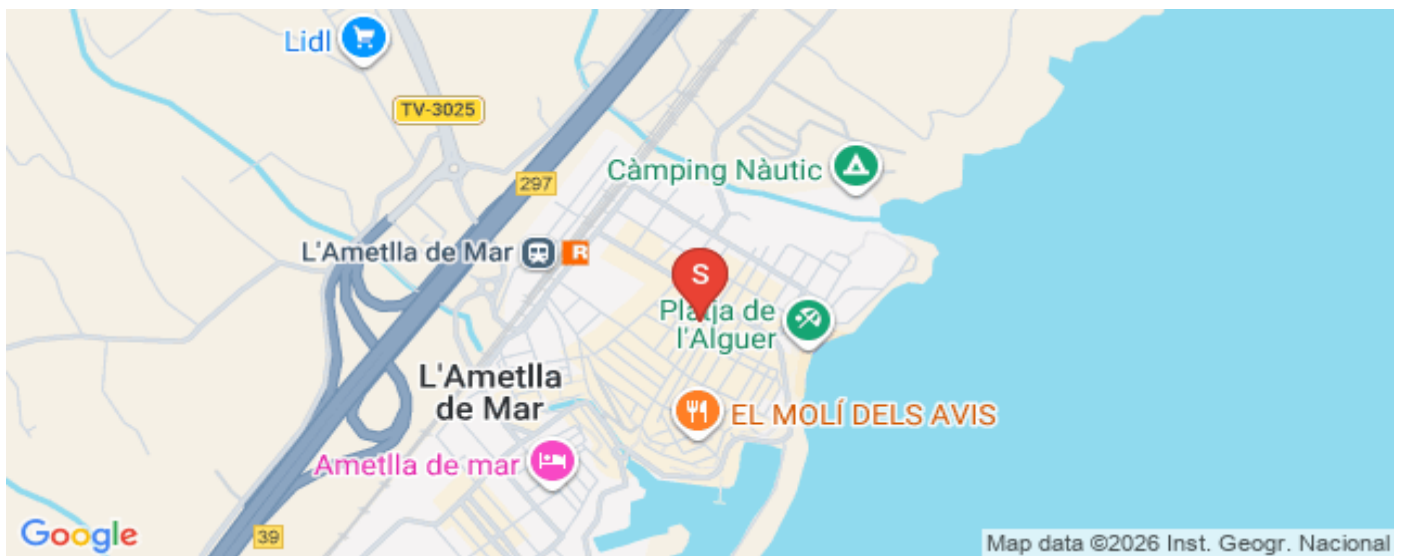 Lidl
TV-3025
Càmping Nàutic
297
L'Ametlla de Mar
R
S
Platja de
l'Alguer
L'Ametlla
de Mar
EL MOLÍ DELS AVIS
Ametlla de mar
Google
39
Map data ©2026 Inst. Geogr. Nacional